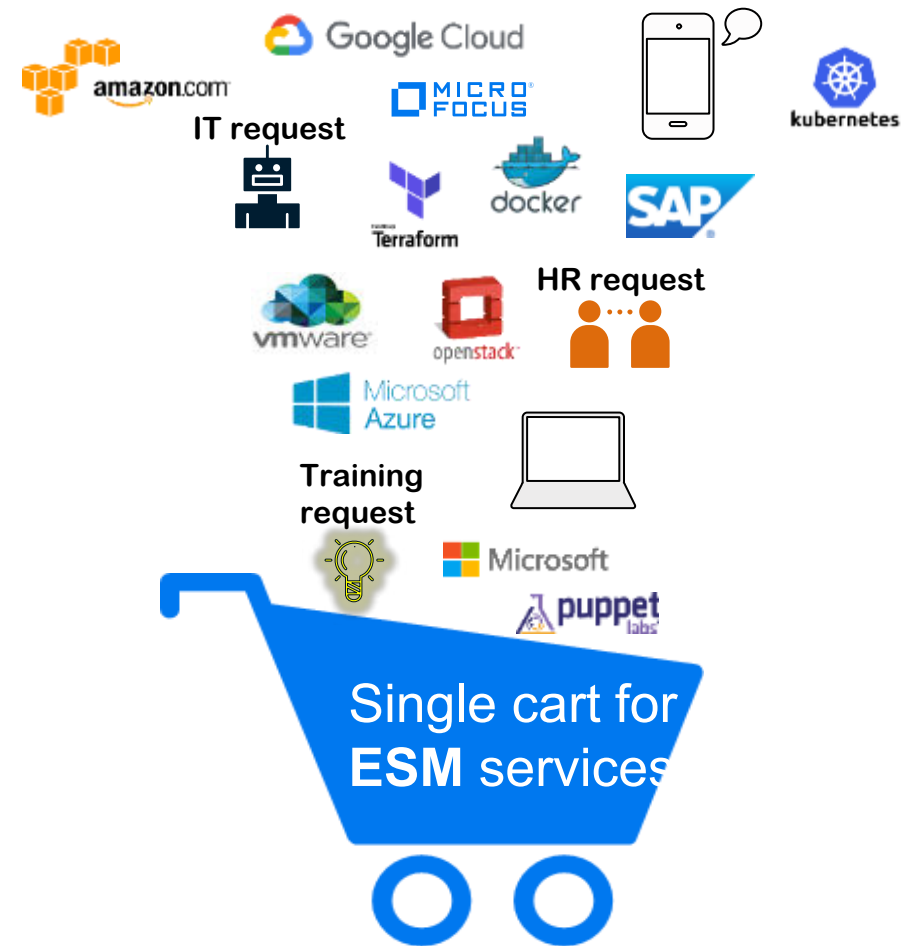 Google Cloud
amazon.com
MICRO
FOCUS
kubernetes
IT request
docker
SAP
Terraform
HR request
vmware
openstack
Microsoft
Azure
Training
request
Microsoft
puppet
labs
Single cart for
ESM services